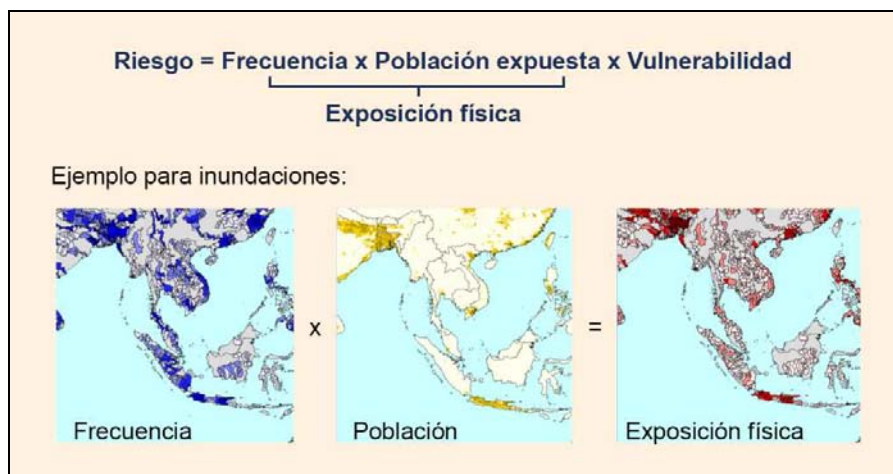 Riesgo = Frecuencia x Población expuesta x Vulnerabilidad
Exposición física
Ejemplo para inundaciones:
x
=
Frecuencia
Población
Exposición física